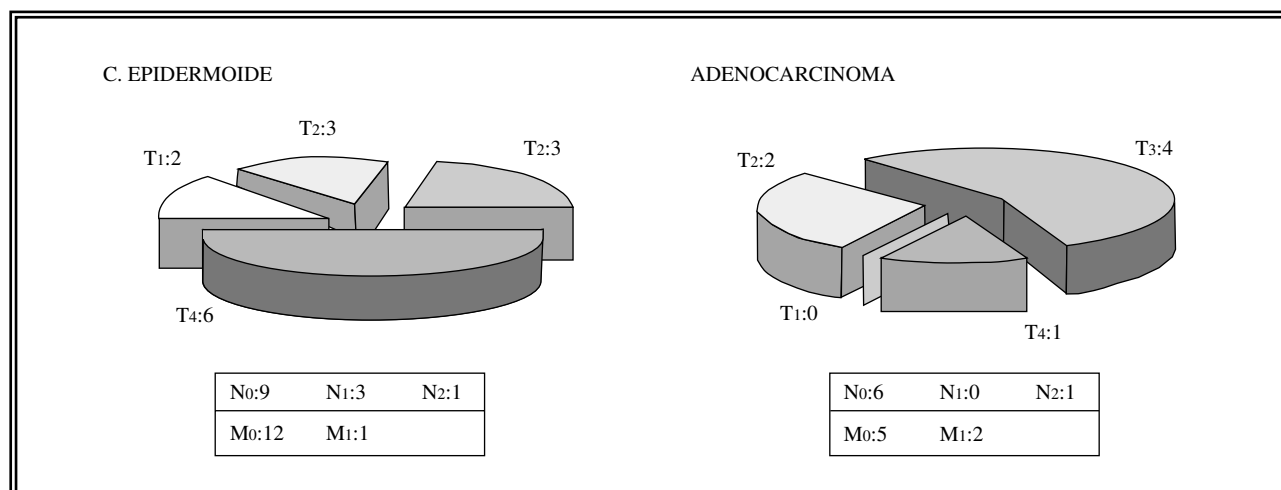 C. EPIDERMOIDE
T2:3
T2:3
T1:2
T4:6
N0:9 N1:3 N2:1
M0:12 M1:1
ADENOCARCINOMA
T3:4
T2:2
T1:0
T4:1
N0:6 N1:0 N2:1
M0:5 M1:2